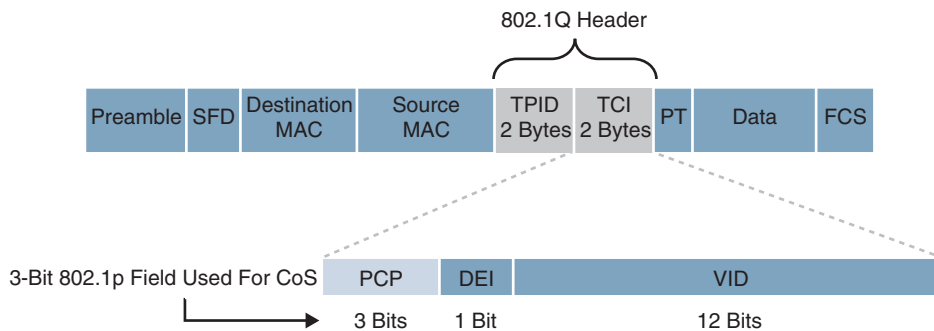 802.1Q Header
Preamble SFD Destination MAC Source MAC TPID 2 Bytes TCI 2 Bytes PT Data FCS
3-Bit 802.1p Field Used For CoS PCP DEI VID
3 Bits 1 Bit 12 Bits